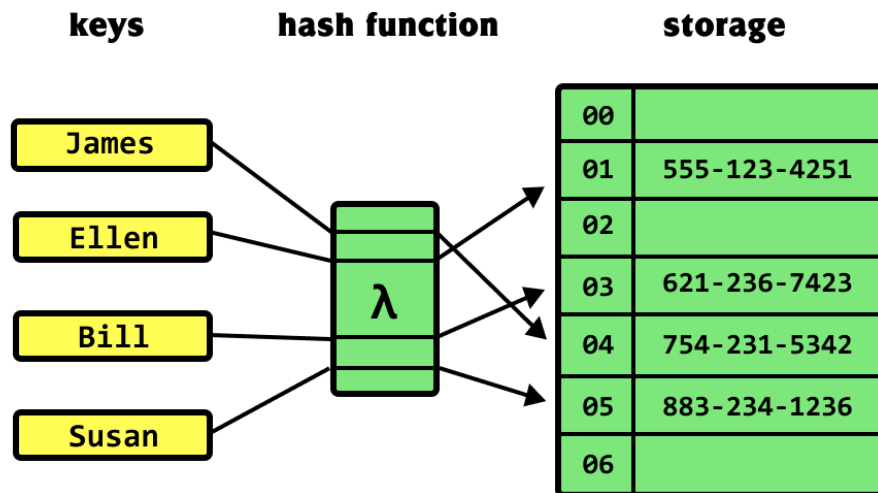 keys hash function storage
James
Ellen
Bill
Susan
λ
00
01 555-123-4251
02
03 621-236-7423
04 754-231-5342
05 883-234-1236
06